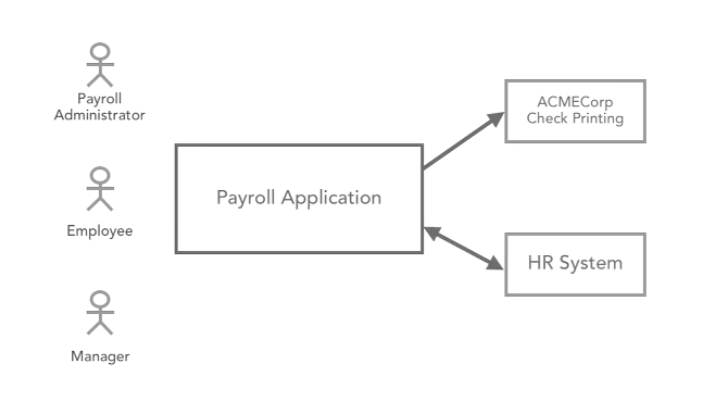 Payroll
Administrator
Employee
Manager
Payroll Application
ACMECorp
Check Printing
HR System